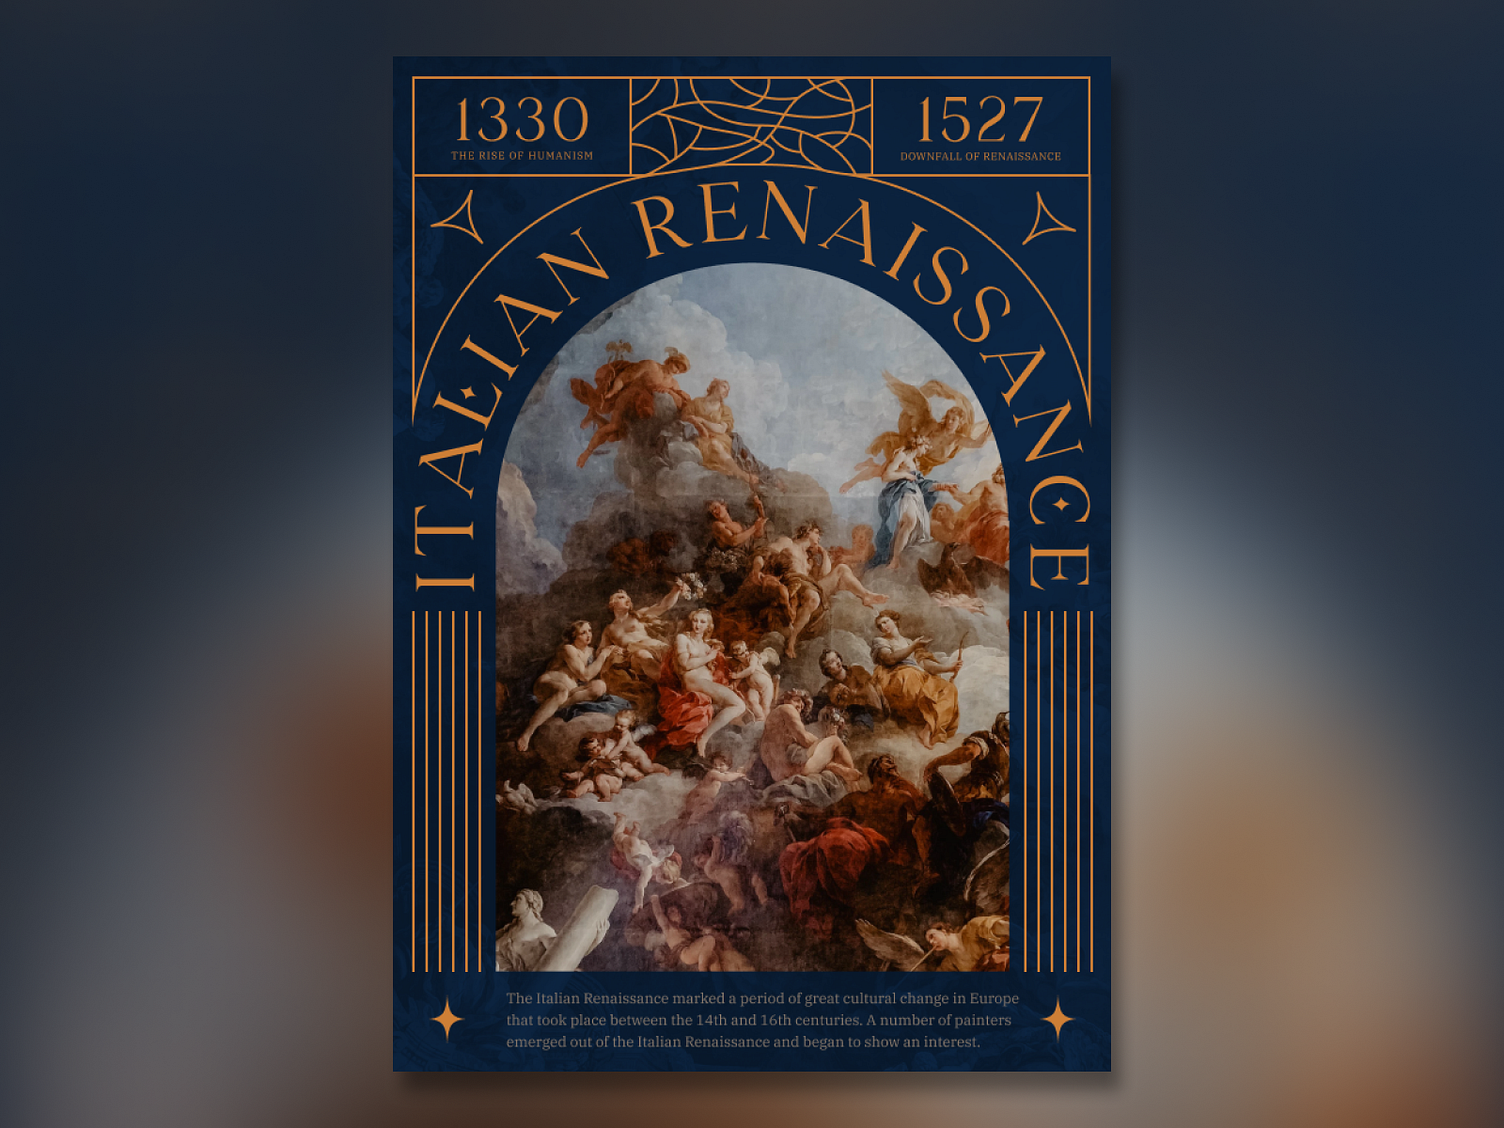 1330
THE RISE OF HUMANISM
1527
DOWNFALL OF RENAISSANCE
ITALIAN RENAISSANCE
The Italian Renaissance marked a period of great cultural change in Europe
that took place between the 14th and 16th centuries. A number of painters
emerged out of the Italian Renaissance and began to show an interest.